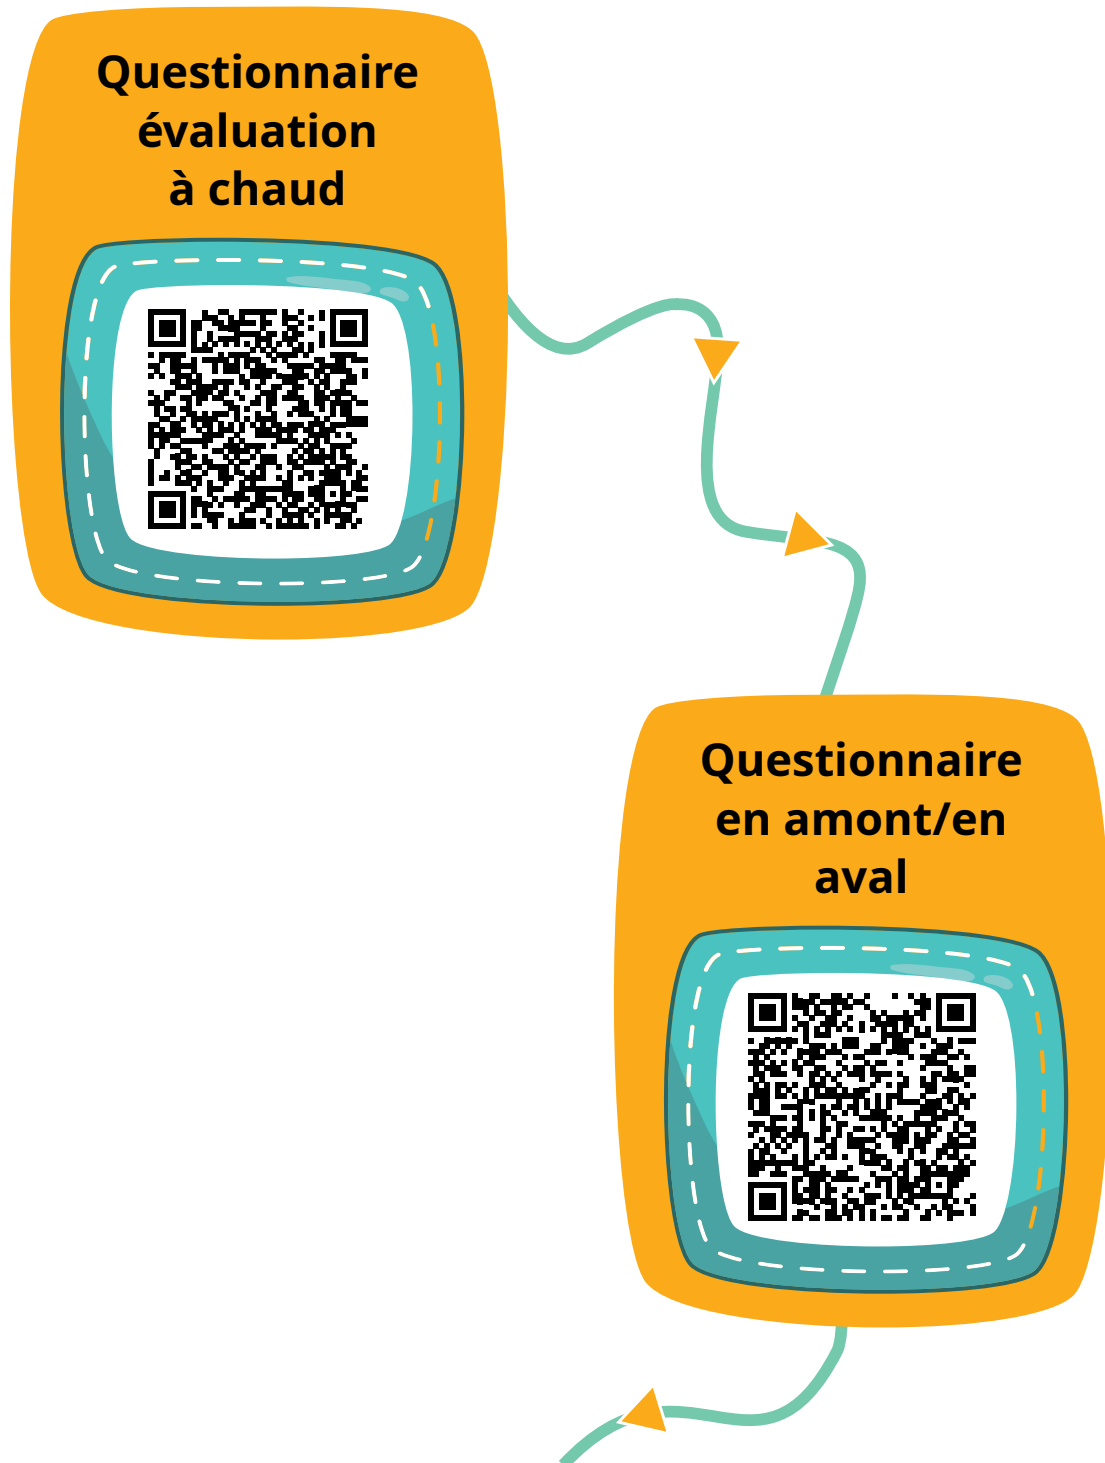 Questionnaire
évaluation
à chaud
Questionnaire
en amont/en
aval